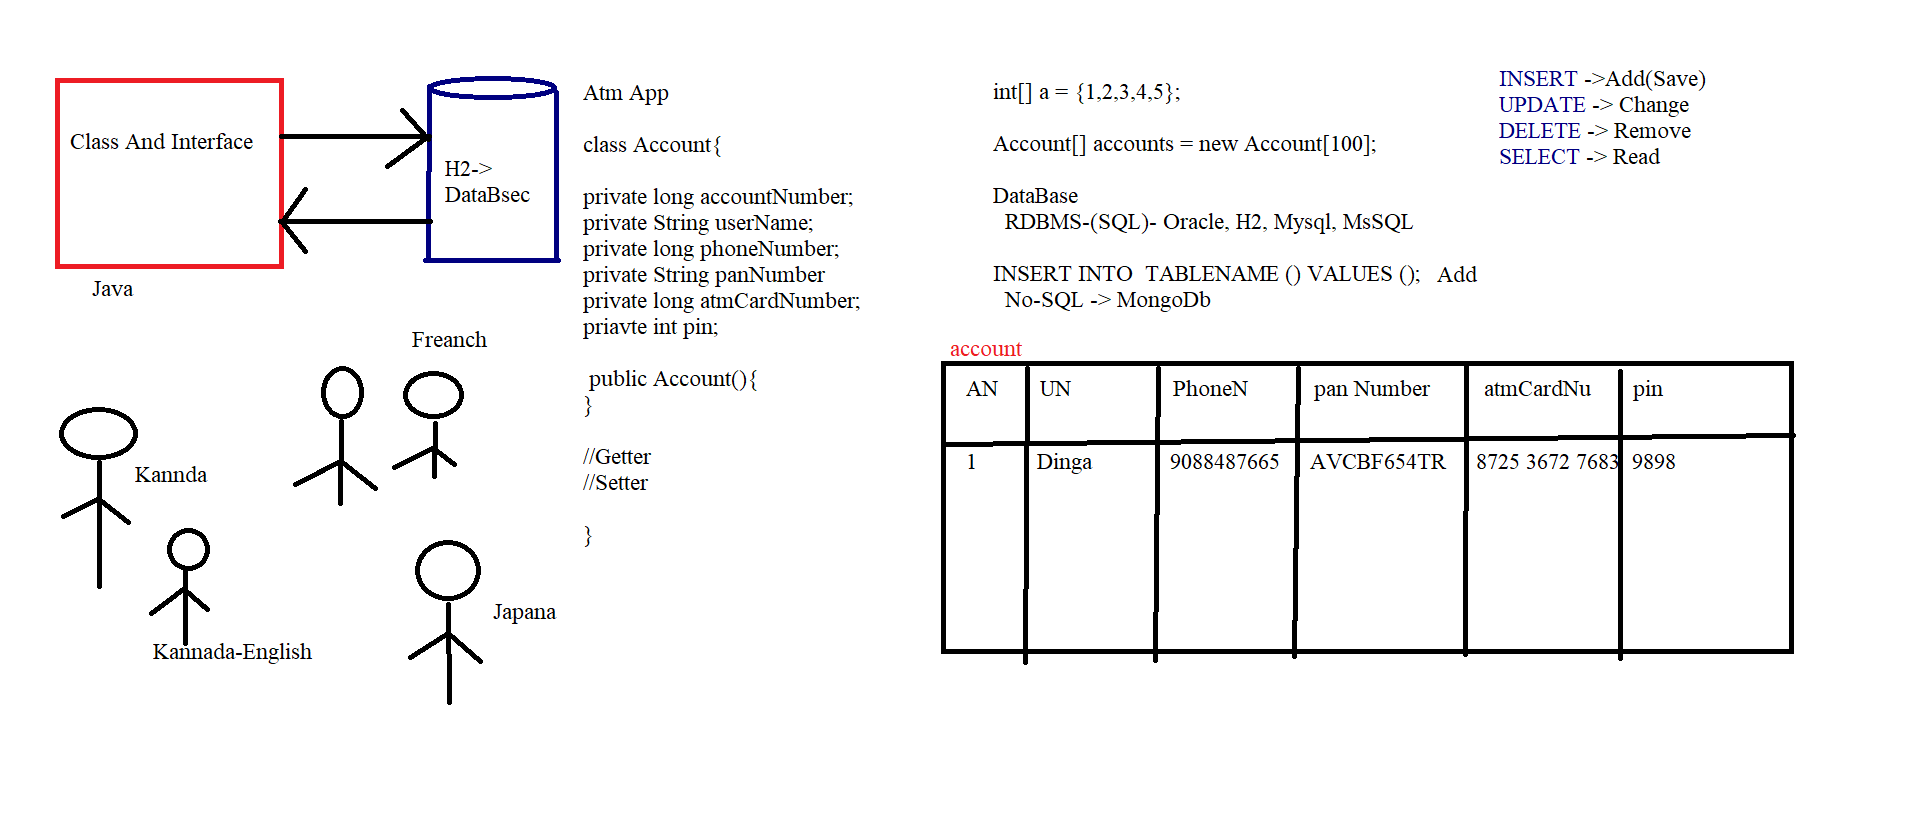 Class And Interface
Java
H2->
DataBsec
Freanch
Kannda
Kannada-English
Japana
Atm App
class Account{
private long accountNumber;
private String userName;
private long phoneNumber;
private String panNumber
private long atmCardNumber;
priavte int pin;
public Account(){
}
//Getter
//Setter
}
int[] a = {1,2,3,4,5};
Account[] accounts = new Account[100];
DataBase
RDBMS-(SQL)- Oracle, H2, Mysql, MsSQL
INSERT INTO  TABLENAME () VALUES ();   Add
No-SQL -> MongoDb
INSERT ->Add(Save)
UPDATE -> Change
DELETE -> Remove
SELECT -> Read
account
AN UN PhoneN pan Number atmCardNu pin
1 Dinga 9088487665 AVCBF654TR 8725 3672 7683 9898